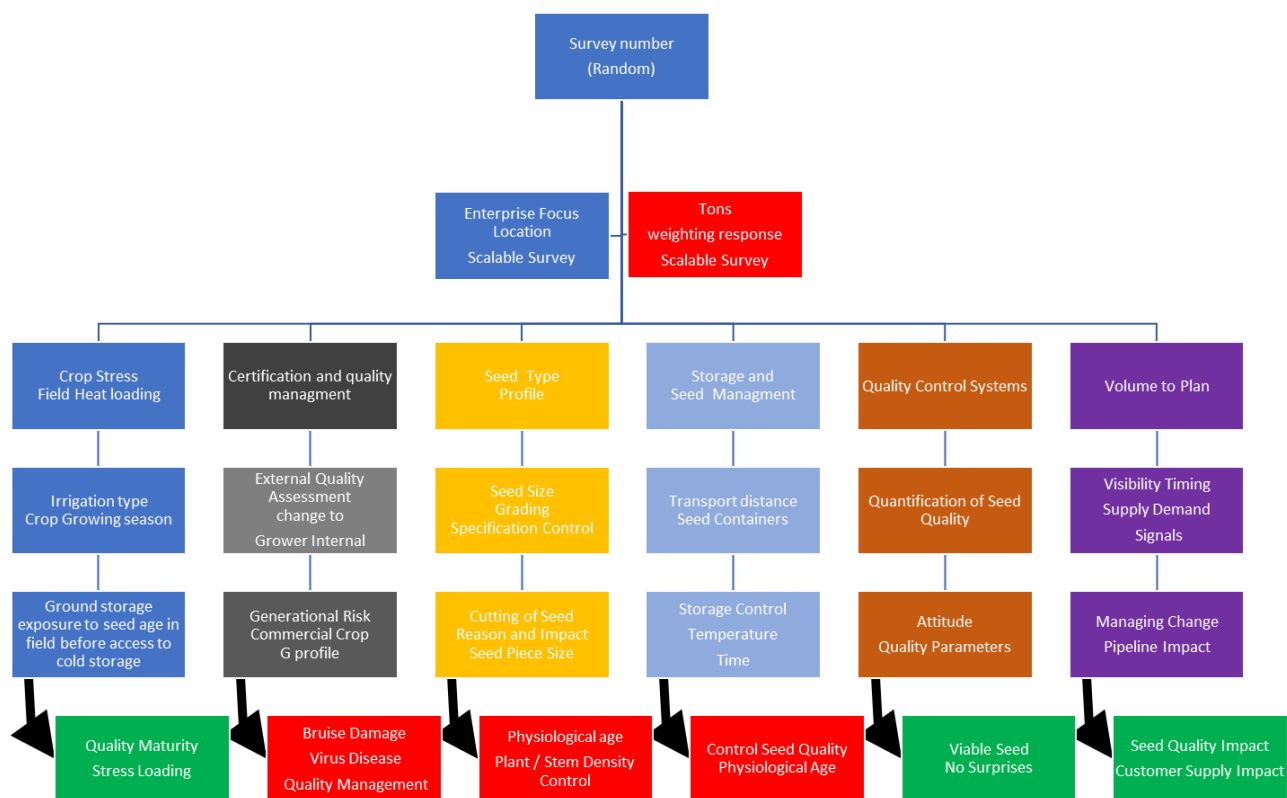 Survey number
(Random)
Enterprise Focus
Location
Scalable Survey
Tons
weighting response
Scalable Survey
Crop Stress
Field Heat loading
Certification and quality
managment
Seed Type
Profile
Storage and
Seed Managment
Quality Control Systems
Volume to Plan
Irrigation type
Crop Growing season
External Quality
Assessment
change to
Grower Internal
Seed Size
Grading
Specification Control
Transport distance
Seed Containers
Quantification of Seed
Quality
Visibility Timing
Supply Demand
Signals
Ground storage
exposure to seed age in
field before access to
cold storage
Generational Risk
Commercial Crop
G profile
Cutting of Seed
Reason and Impact
Seed Piece Size
Storage Control
Temperature
Time
Attitude
Quality Parameters
Managing Change
Pipeline Impact
Quality Maturity
Stress Loading
Bruise Damage
Virus Disease
Quality Management
Physiological age
Plant / Stem Density
Control
Control Seed Quality
Physiological Age
Viable Seed
No Surprises
Seed Quality Impact
Customer Supply Impact